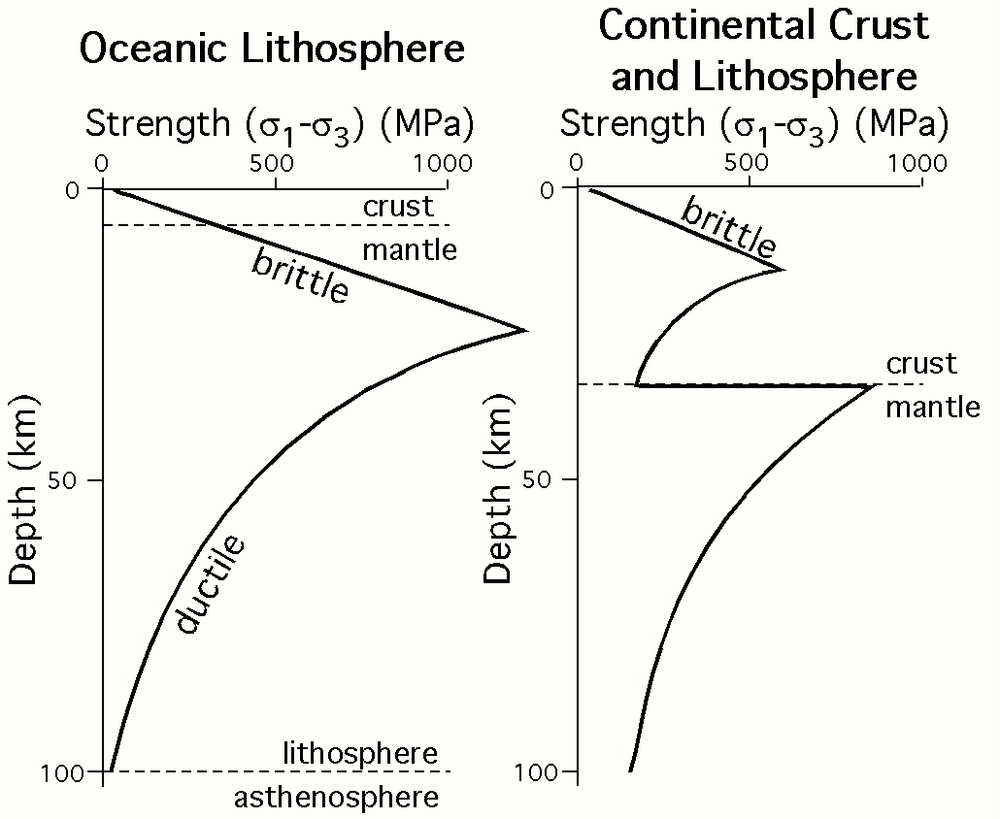 Oceanic Lithosphere
Strength (σ₁-σ₃) (MPa)
0 500 1000
0
crust
mantle
brittle
Depth (km)
50
ductile
lithosphere
100
asthenosphere
Continental Crust
and Lithosphere
Strength (σ₁-σ₃) (MPa)
0 500 1000
0
brittle
crust
mantle
Depth (km)
50
100